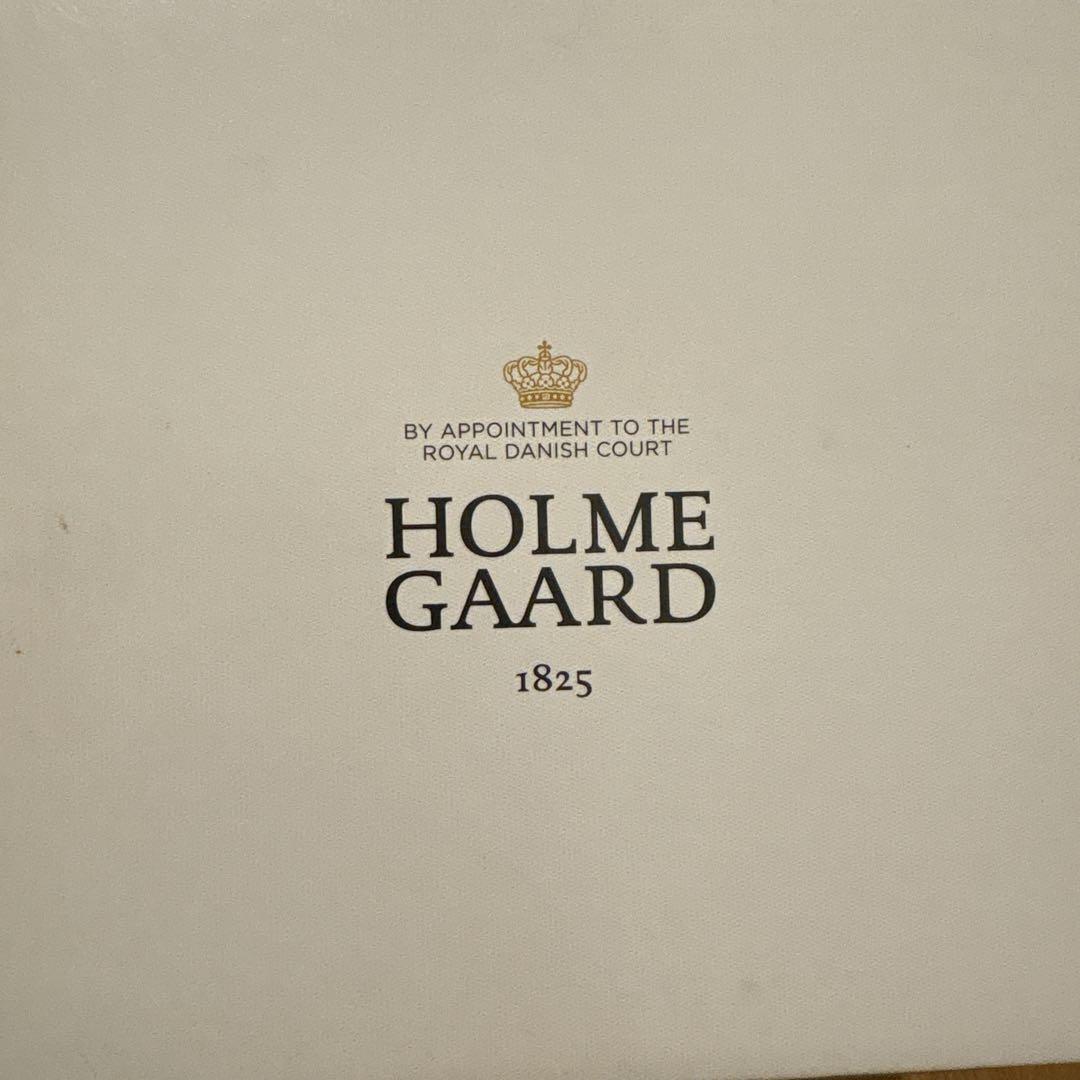 BY APPOINTMENT TO THE
ROYAL DANISH COURT
HOLME
GAARD
1825